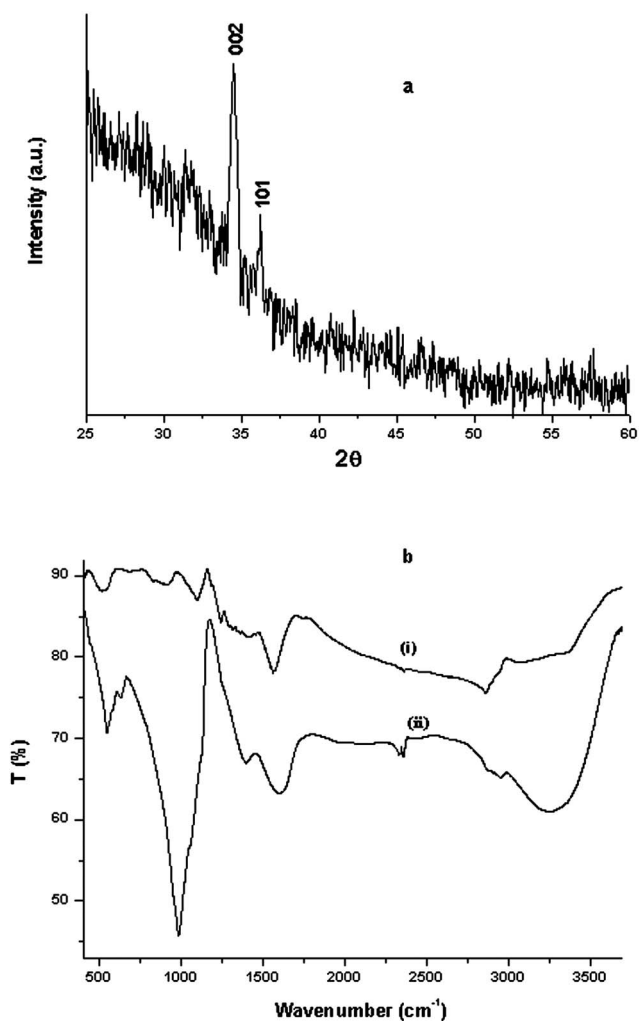 002
a
101
Intensity (a.u.)
25 30 35 40 45 50 55 60
2θ
b
90
80
70
60
50
(i)
(ii)
T (%)
500 1000 1500 2000 2500 3000 3500
Wavenumber (cm⁻¹)